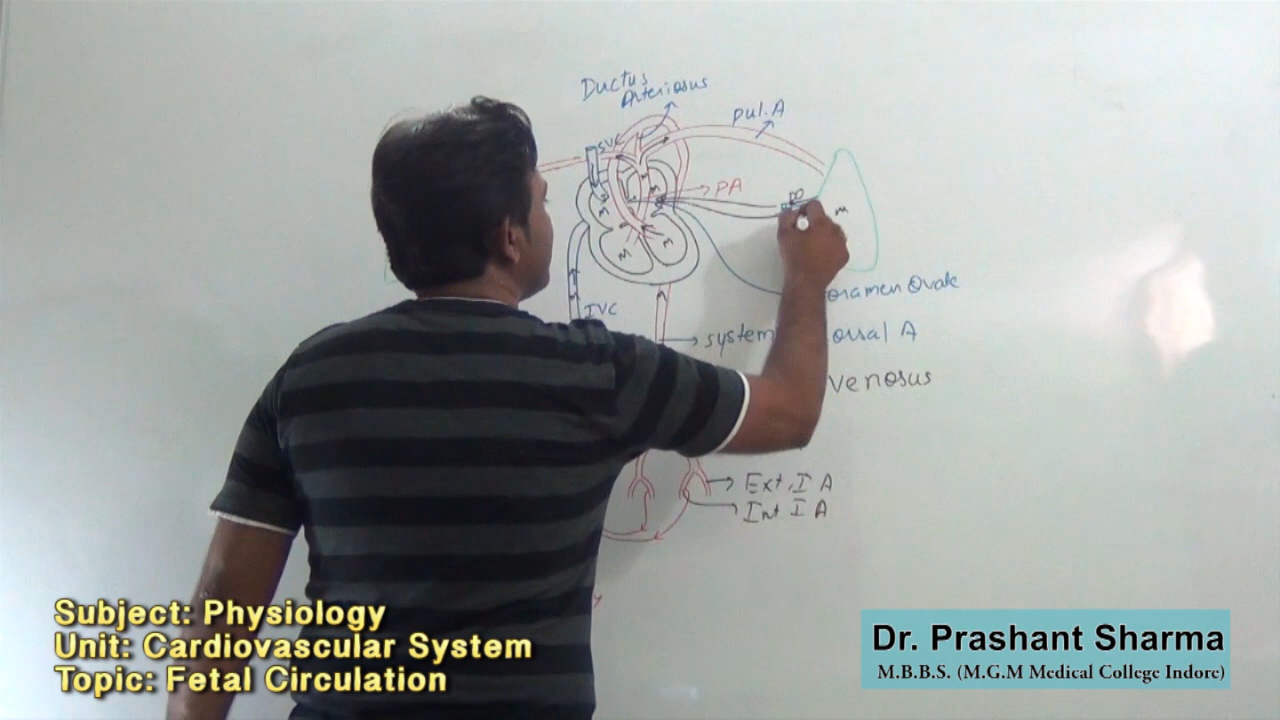 Ductus
Arteriosus
pul.A
SVC
PA
IVC
oramen Ovale
system
orsal A
venosus
Ext. I A
Int I A
Subject: Physiology
Unit: Cardiovascular System
Topic: Fetal Circulation
Dr. Prashant Sharma
M.B.B.S. (M.G.M Medical College Indore)